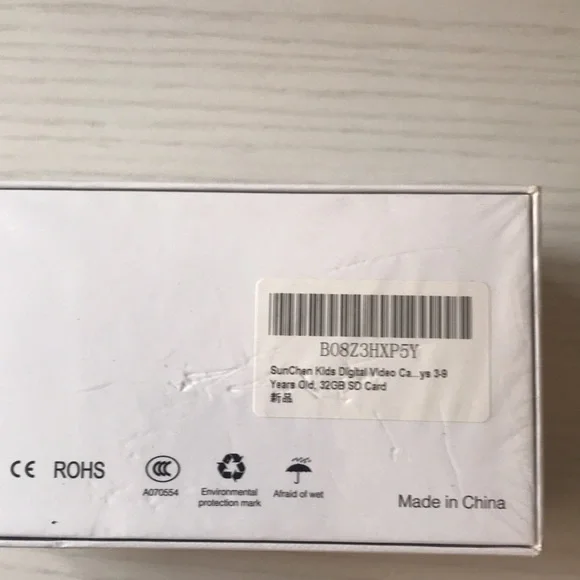 B08Z3HXP5Y
SunChen Kids Digital Video Ca...ys 3-9
Years Old, 32GB SD Card
新品
CE ROHS
CCC
A070554
Environmental
protection mark
Afraid of wet
Made in China